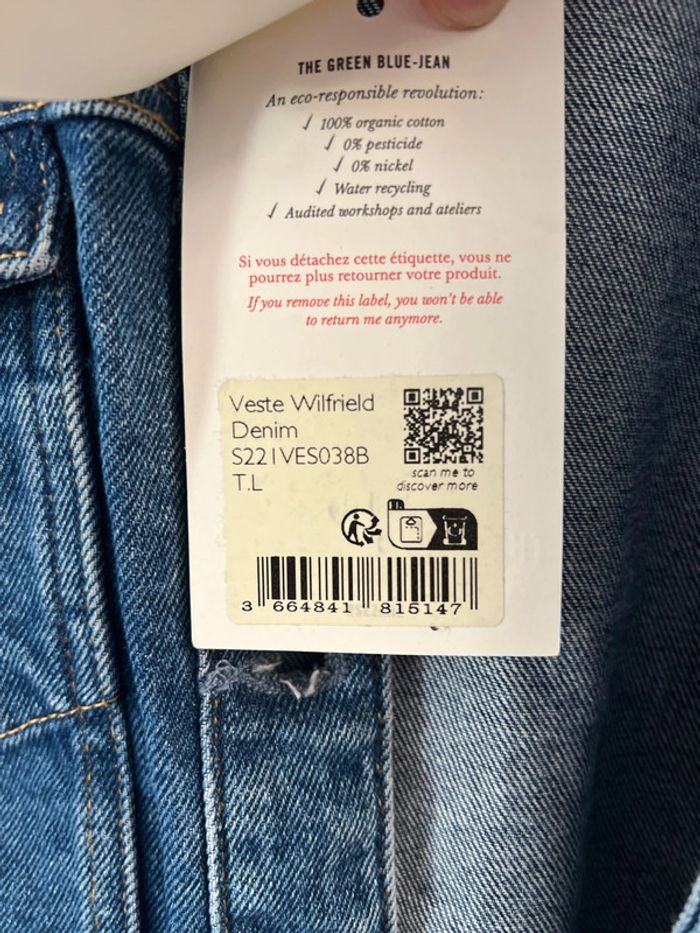 THE GREEN BLUE-JEAN
An eco-responsible revolution:
✓ 100% organic cotton
✓ 0% pesticide
✓ 0% nickel
✓ Water recycling
✓ Audited workshops and ateliers
Si vous détachez cette étiquette, vous ne
pourrez plus retourner votre produit.
If you remove this label, you won't be able
to return me anymore.
Veste Wilfrield
Denim
S221VES038B
T.L
scan me to
discover more
FR
3 664841 815147